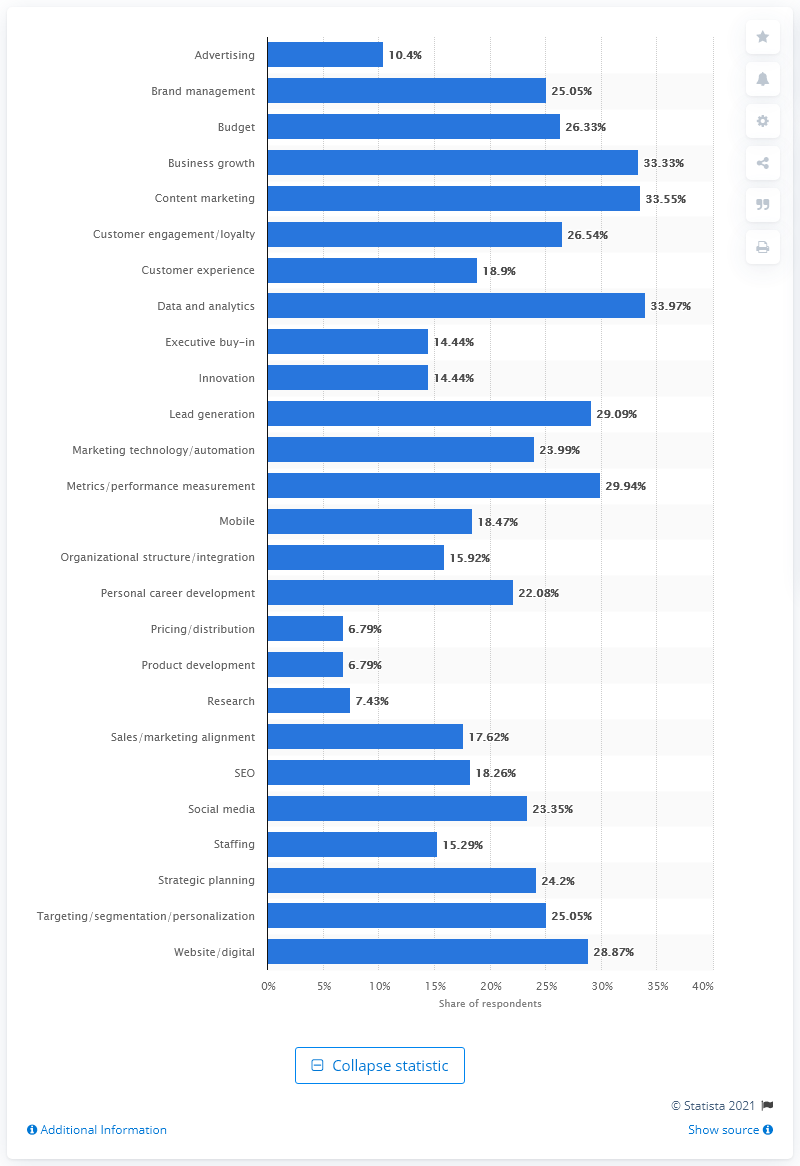 Advertising 10.4%
Brand management 25.05%
Budget 26.33%
Business growth 33.33%
Content marketing 33.55%
Customer engagement/loyalty 26.54%
Customer experience 18.9%
Data and analytics 33.97%
Executive buy-in 14.44%
Innovation 14.44%
Lead generation 29.09%
Marketing technology/automation 23.99%
Metrics/performance measurement 29.94%
Mobile 18.47%
Organizational structure/integration 15.92%
Personal career development 22.08%
Pricing/distribution 6.79%
Product development 6.79%
Research 7.43%
Sales/marketing alignment 17.62%
SEO 18.26%
Social media 23.35%
Staffing 15.29%
Strategic planning 24.2%
Targeting/segmentation/personalization 25.05%
Website/digital 28.87%
0% 5% 10% 15% 20% 25% 30% 35% 40%
Share of respondents
Collapse statistic
© Statista 2021
Additional Information Show source